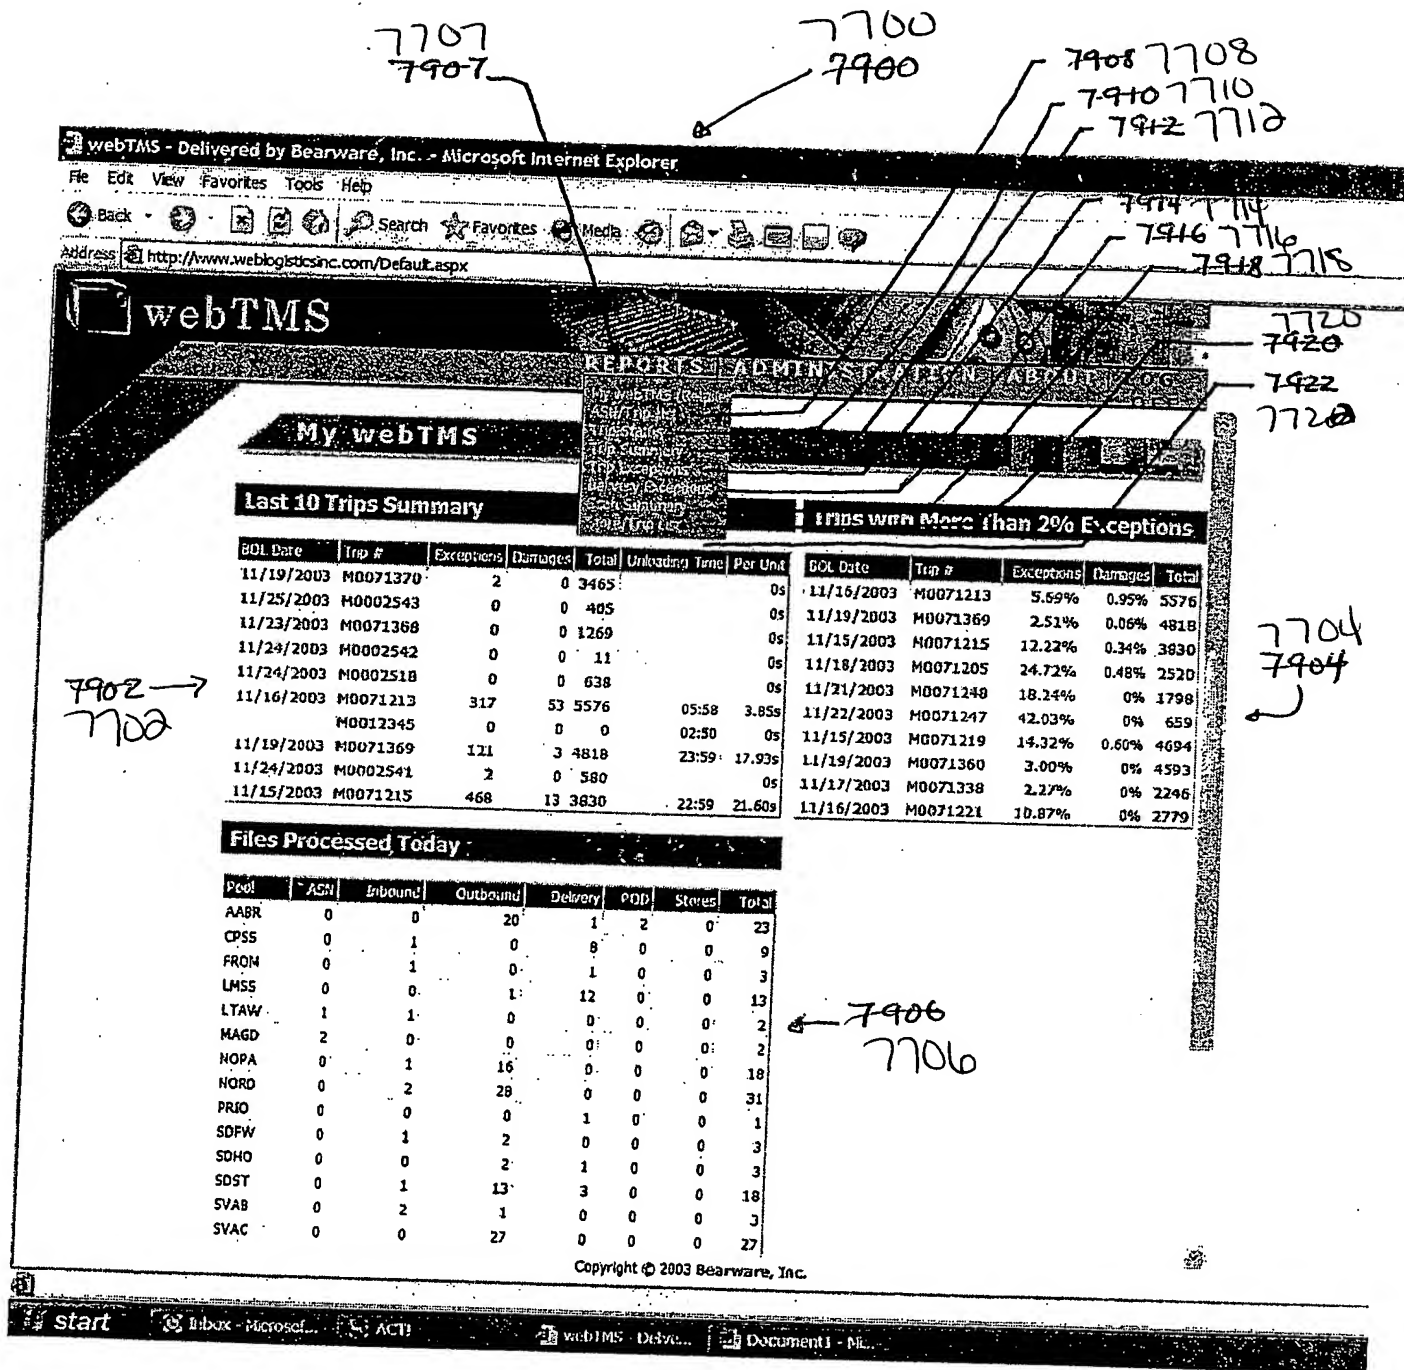 7707
7907
7700
7900
7908 7708
7910 7710
7912 7712
7914 7714
7916 7716
7918 7718
7720
7920
7922
7722
webTMS - Delivered by Bearware, Inc. - Microsoft Internet Explorer
File Edit View Favorites Tools Help
Back Search Favorites Media
Address http://www.weblogisticsinc.com/Default.aspx
webTMS
REPORTS | ADMINISTRATION | ABOUT
My webTMS
Trip Exceptions
Delivery Exceptions
Last 10 Trips Summary
BOL Date Trip # Exceptions Damages Total Unloading Time Per Unit
11/19/2003 M0071370 2 0 3465 0s
11/25/2003 M0002543 0 0 405 0s
11/23/2003 M0071368 0 0 1269 0s
11/24/2003 M0002542 0 0 11 0s
11/24/2003 M0002518 0 0 638 0s
11/16/2003 M0071213 317 53 5576 05:58 3.85s
M0012345 0 0 0 02:50 0s
11/19/2003 M0071369 121 3 4818 23:59 17.93s
11/24/2003 M0002541 2 0 580 0s
11/15/2003 M0071215 468 13 3830 22:59 21.60s
Trips with More Than 2% Exceptions
BOL Date Trip # Exceptions Damages Total
11/16/2003 M0071213 5.69% 0.95% 5576
11/19/2003 M0071369 2.51% 0.06% 4818
11/15/2003 M0071215 12.22% 0.34% 3830
11/18/2003 M0071205 24.72% 0.48% 2520
11/21/2003 M0071248 18.24% 0% 1798
11/22/2003 M0071247 42.03% 0% 659
11/15/2003 M0071219 14.32% 0.60% 4694
11/19/2003 M0071360 3.00% 0% 4593
11/17/2003 M0071338 2.27% 0% 2246
11/16/2003 M0071221 10.87% 0% 2779
7902
7702
7704
7904
Files Processed Today
Pool ASN Inbound Outbound Delivery POD Stores Total
AABR 0 0 20 1 2 0 23
CPSS 0 1 0 8 0 0 9
FROM 0 1 0 1 0 0 3
LMSS 0 0 1 12 0 0 13
LTAW 1 1 0 0 0 0 2
MAGD 2 0 0 0 0 0 2
NOPA 0 1 16 0 0 0 18
NORD 0 2 28 0 0 0 31
PRIO 0 0 0 1 0 0 1
SDFW 0 1 2 0 0 0 3
SDHO 0 0 2 1 0 0 3
SDST 0 1 13 3 0 0 18
SVAB 0 2 1 0 0 0 3
SVAC 0 0 27 0 0 0 27
7906
7706
Copyright © 2003 Bearware, Inc.
start Inbox - Microsof... ACT! webTMS - Delive... Document1 - Mi...